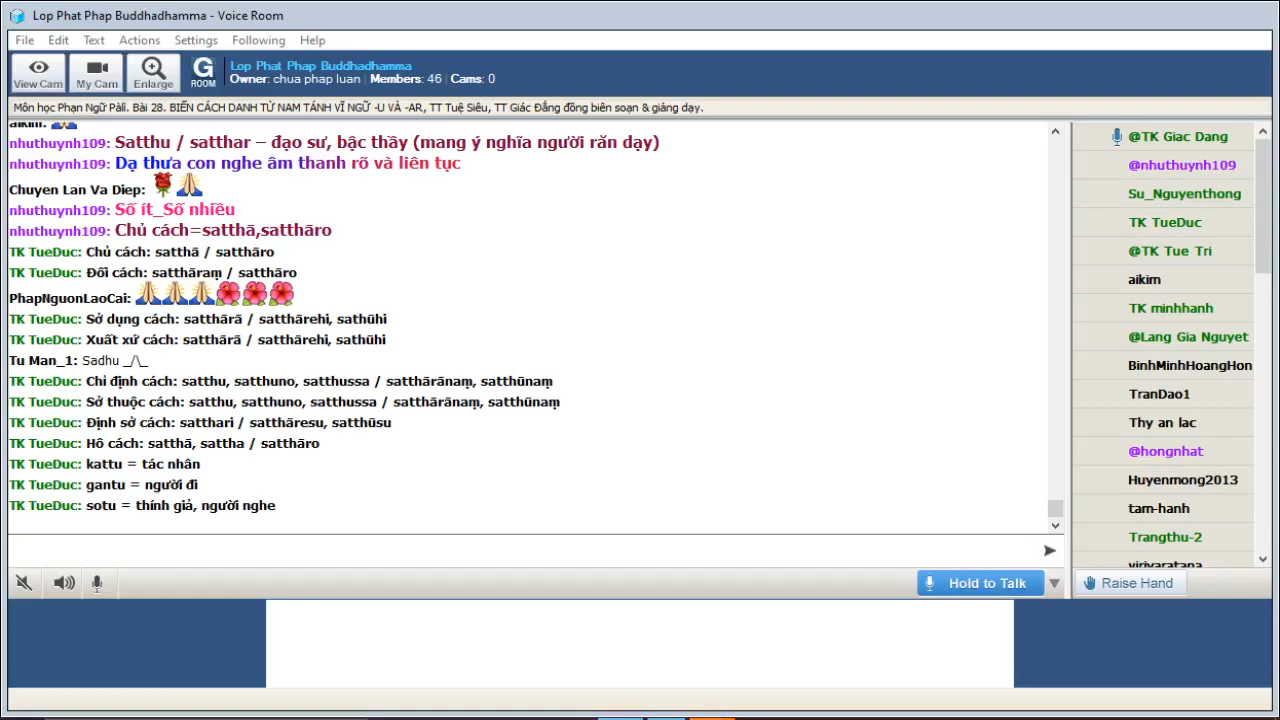 Lop Phat Phap Buddhadhamma - Voice Room
File Edit Text Actions Settings Following Help
View Cam My Cam Enlarge G ROOM
Lop Phat Phap Buddhadhamma
Owner: chua phap luan | Members: 46 | Cams: 0
Môn học Phạn Ngữ Pàli. Bài 28. BIẾN CÁCH DANH TỪ NAM TÁNH VĨ NGỮ -U VÀ -AR, TT Tuệ Siêu, TT Giác Đẳng đồng biên soạn & giảng dạy.
aikim:
nhuthuynh109: Satthu / satthar – đạo sư, bậc thầy (mang ý nghĩa người răn dạy)
nhuthuynh109: Dạ thưa con nghe âm thanh rõ và liên tục
Chuyen Lan Va Diep:
nhuthuynh109: Số ít_Số nhiều
nhuthuynh109: Chủ cách=satthā,satthāro
TK TueDuc: Chủ cách: satthā / satthāro
TK TueDuc: Đối cách: satthāraṃ / satthāro
PhapNguonLaoCai:
TK TueDuc: Sở dụng cách: satthārā / satthārehi, sathūhi
TK TueDuc: Xuất xứ cách: satthārā / satthārehi, sathūhi
Tu Man_1: Sadhu _/\_
TK TueDuc: Chỉ định cách: satthu, satthuno, satthussa / satthārānaṃ, satthūnaṃ
TK TueDuc: Sở thuộc cách: satthu, satthuno, satthussa / satthārānaṃ, satthūnaṃ
TK TueDuc: Định sở cách: satthari / satthāresu, satthūsu
TK TueDuc: Hô cách: satthā, sattha / satthāro
TK TueDuc: kattu = tác nhân
TK TueDuc: gantu = người đi
TK TueDuc: sotu = thính giả, người nghe
@TK Giac Dang
@nhuthuynh109
Su_Nguyenthong
TK TueDuc
@TK Tue Tri
aikim
TK minhhanh
@Lang Gia Nguyet
BinhMinhHoangHon
TranDao1
Thy an lac
@hongnhat
Huyenmong2013
tam-hanh
Trangthu-2
viriyaratana
Hold to Talk
Raise Hand